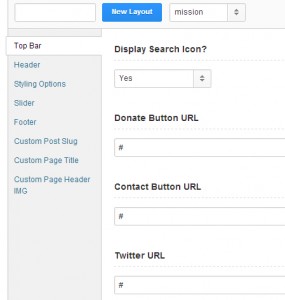 New Layout
mission
Top Bar
Header
Styling Options
Slider
Footer
Custom Post Slug
Custom Page Title
Custom Page Header
IMG
Display Search Icon?
Yes
Donate Button URL
#
Contact Button URL
#
Twitter URL
#